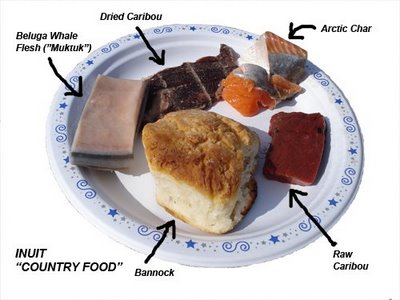 Dried Caribou
Beluga Whale
Flesh ("Muktuk")
Arctic Char
INUIT
"COUNTRY FOOD"
Bannock
Raw
Caribou